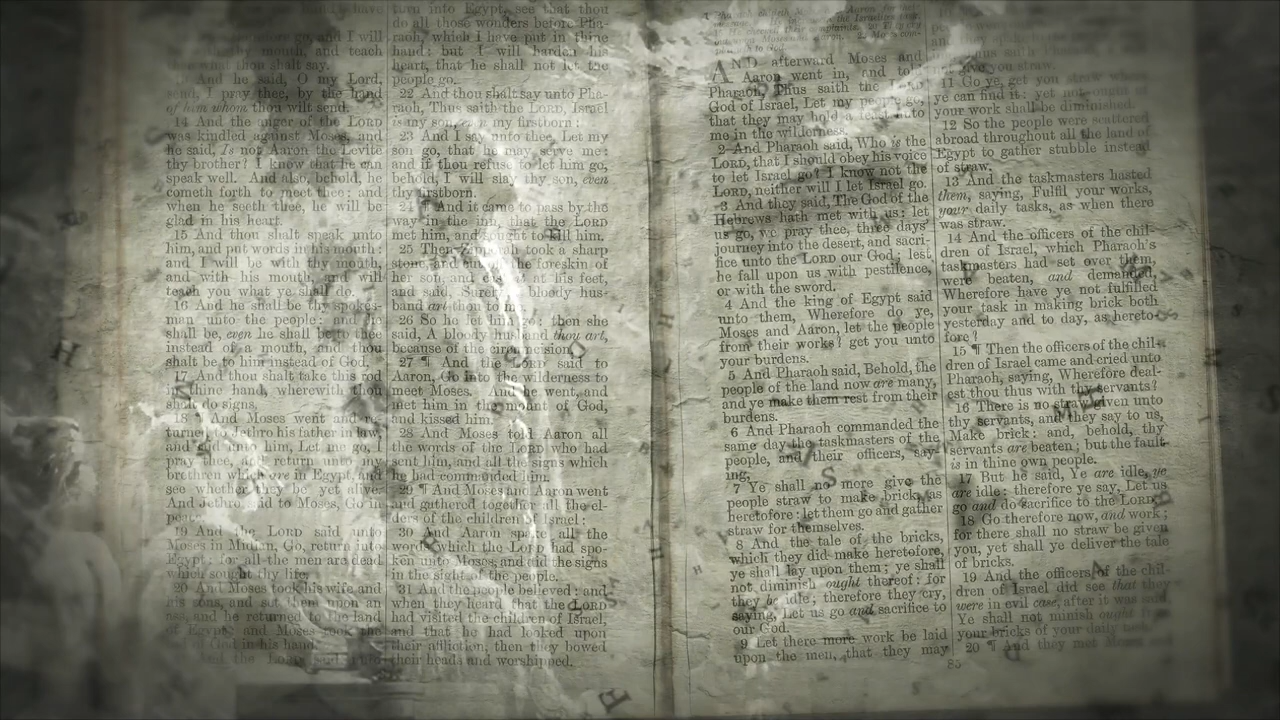 turn into Egypt, see that thou
do all those wonders before Pha-
raoh, which I have put in thine
hand: but I will harden his
heart, that he shall not let the
people go.
22 And thou shalt say unto Pha-
raoh, Thus saith the LORD, Israel
is my son, my firstborn:
23 And I say unto thee, Let my
son go, that he may serve me:
and if thou refuse to let him go,
behold, I will slay thy son, even
thy firstborn.
24 And it came to pass by the
way in the inn, that the LORD
met him, and sought to kill him.
25 Then took a sharp
stone, and the foreskin of
her son, and at his feet,
and said, Surely bloody hus-
band art thou to me.
26 So he let him go: then she
said, A bloody husband thou art,
because of the circumcision.
27 ¶ And the LORD said to
Aaron, Go into the wilderness to
meet Moses. And he went, and
met him in the mount of God,
and kissed him.
28 And Moses told Aaron all
the words of the LORD who had
sent him, and all the signs which
he had commanded him.
29 ¶ And Moses and Aaron went
and gathered together all the el-
ders of the children of Israel:
30 And Aaron spake all the
words which the LORD had spo-
ken unto Moses, and did the signs
in the sight of the people.
31 And the people believed: and
when they heard that the LORD
had visited the children of Israel,
and that he had looked upon
their affliction, then they bowed
their heads and worshipped.
go, and I will
thy mouth, and teach
thou shalt say.
13 And he said, O my Lord,
send, I pray thee, by the hand
of him whom thou wilt send.
14 And the anger of the LORD
was kindled against Moses, and
he said, Is not Aaron the Levite
thy brother? I know that he can
speak well. And also, behold, he
cometh forth to meet thee: and
when he seeth thee, he will be
glad in his heart.
15 And thou shalt speak unto
him, and put words in his mouth:
and I will be with thy mouth,
and with his mouth, and will
teach you what ye shall do.
16 And he shall be thy spokes-
man unto the people: and he
shall be, even he shall be to thee
instead of a mouth, and thou
shalt be to him instead of God.
17 And thou shalt take this rod
in thine hand, wherewith thou
shalt do signs.
18 And Moses went and re-
turned to Jethro his father in law,
and said unto him, Let me go, I
pray thee, and return unto my
brethren which are in Egypt, and
see whether they be yet alive.
And Jethro said to Moses, Go in
peace.
19 And the LORD said unto
Moses in Midian, Go, return into
Egypt: for all the men are dead
which sought thy life.
20 And Moses took his wife and
his sons, and set them upon an
ass, and he returned to the land
of Egypt: and Moses took the
rod of God in his hand.
And the LORD said unto
AND afterward Moses and
Aaron went in, and told
Pharaoh, Thus saith the LORD
God of Israel, Let my people go,
that they may hold a feast unto
me in the wilderness.
2 And Pharaoh said, Who is the
LORD, that I should obey his voice
to let Israel go? I know not the
LORD, neither will I let Israel go.
3 And they said, The God of the
Hebrews hath met with us: let
us go, we pray thee, three days'
journey into the desert, and sacri-
fice unto the LORD our God; lest
he fall upon us with pestilence,
or with the sword.
4 And the king of Egypt said
unto them, Wherefore do ye,
Moses and Aaron, let the people
from their works? get you unto
your burdens.
5 And Pharaoh said, Behold, the
people of the land now are many,
and ye make them rest from their
burdens.
6 And Pharaoh commanded the
same day the taskmasters of the
people, and their officers, say-
ing,
7 Ye shall no more give the
people straw to make brick, as
heretofore: let them go and gather
straw for themselves.
8 And the tale of the bricks,
which they did make heretofore,
ye shall lay upon them; ye shall
not diminish ought thereof: for
they be idle; therefore they cry,
saying, Let us go and sacrifice to
our God.
9 Let there more work be laid
upon the men, that they may
give you straw.
11 Go ye, get you straw where
ye can find it: yet not ought of
your work shall be diminished.
12 So the people were scattered
abroad throughout all the land of
Egypt to gather stubble instead
of straw.
13 And the taskmasters hasted
them, saying, Fulfil your works,
your daily tasks, as when there
was straw.
14 And the officers of the chil-
dren of Israel, which Pharaoh's
taskmasters had set over them,
were beaten, and demanded,
Wherefore have ye not fulfilled
your task in making brick both
yesterday and to day, as hereto-
fore?
15 ¶ Then the officers of the chil-
dren of Israel came and cried unto
Pharaoh, saying, Wherefore deal-
est thou thus with thy servants?
16 There is no straw given unto
thy servants, and they say to us,
Make brick: and, behold, thy
servants are beaten; but the fault
is in thine own people.
17 But he said, Ye are idle, ye
are idle: therefore ye say, Let us
go and do sacrifice to the LORD.
18 Go therefore now, and work;
for there shall no straw be given
you, yet shall ye deliver the tale
of bricks.
19 And the officers of the chil-
dren of Israel did see that they
were in evil case, after it was said,
Ye shall not minish ought from
your bricks of your daily task.
20 ¶ And they met Moses
85